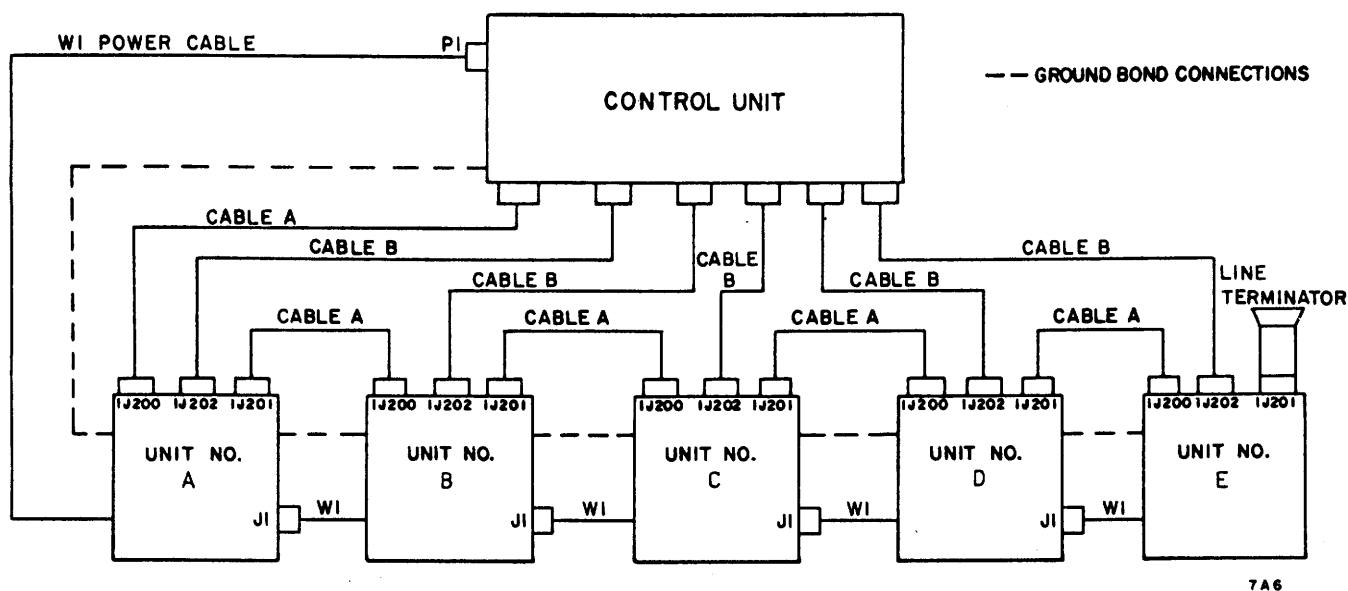 W1 POWER CABLE
P1
CONTROL UNIT
— — GROUND BOND CONNECTIONS
CABLE A
CABLE B
CABLE B
CABLE
B
CABLE B
CABLE B
LINE
TERMINATOR
CABLE A
CABLE A
CABLE A
CABLE A
1J200 1J202 1J201
1J200 1J202 1J201
1J200 1J202 1J201
1J200 1J202 1J201
1J200 1J202 1J201
UNIT NO.
A
UNIT NO.
B
UNIT NO.
C
UNIT NO.
D
UNIT NO.
E
J1
W1
J1
W1
J1
W1
J1
W1
7A6